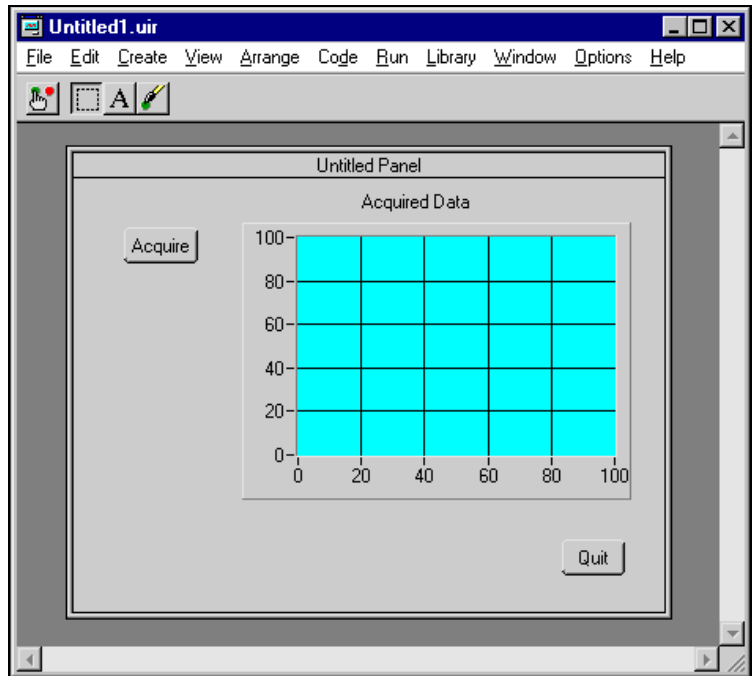 Untitled1.uir
File Edit Create View Arrange Code Run Library Window Options Help
A
Untitled Panel
Acquired Data
Acquire
100
80
60
40
20
0
0 20 40 60 80 100
Quit